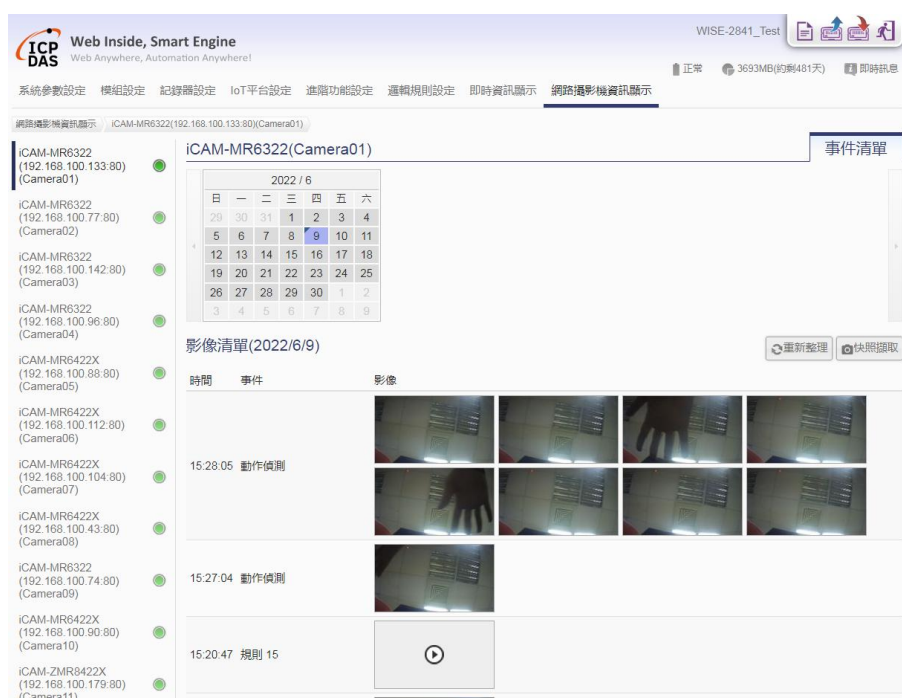 ICP DAS
Web Inside, Smart Engine
Web Anywhere, Automation Anywhere!
WISE-2841_Test
正常 3693MB(約剩481天) 即時訊息
系統參數設定 模組設定 記錄器設定 IoT平台設定 進階功能設定 邏輯規則設定 即時資訊顯示 網路攝影機資訊顯示
網路攝影機資訊顯示 iCAM-MR6322(192.168.100.133:80)(Camera01)
iCAM-MR6322
(192.168.100.133:80)
(Camera01)
iCAM-MR6322
(192.168.100.77:80)
(Camera02)
iCAM-MR6322
(192.168.100.142:80)
(Camera03)
iCAM-MR6322
(192.168.100.96:80)
(Camera04)
iCAM-MR6422X
(192.168.100.88:80)
(Camera05)
iCAM-MR6422X
(192.168.100.112:80)
(Camera06)
iCAM-MR6422X
(192.168.100.104:80)
(Camera07)
iCAM-MR6422X
(192.168.100.43:80)
(Camera08)
iCAM-MR6322
(192.168.100.74:80)
(Camera09)
iCAM-MR6422X
(192.168.100.90:80)
(Camera10)
iCAM-ZMR8422X
(192.168.100.179:80)
(Camera11)
iCAM-MR6322(Camera01)
事件清單
2022 / 6
日 一 二 三 四 五 六
29 30 31 1 2 3 4
5 6 7 8 9 10 11
12 13 14 15 16 17 18
19 20 21 22 23 24 25
26 27 28 29 30 1 2
3 4 5 6 7 8 9
影像清單(2022/6/9)
重新整理 快照擷取
時間 事件 影像
15:28:05 動作偵測
15:27:04 動作偵測
15:20:47 規則 15